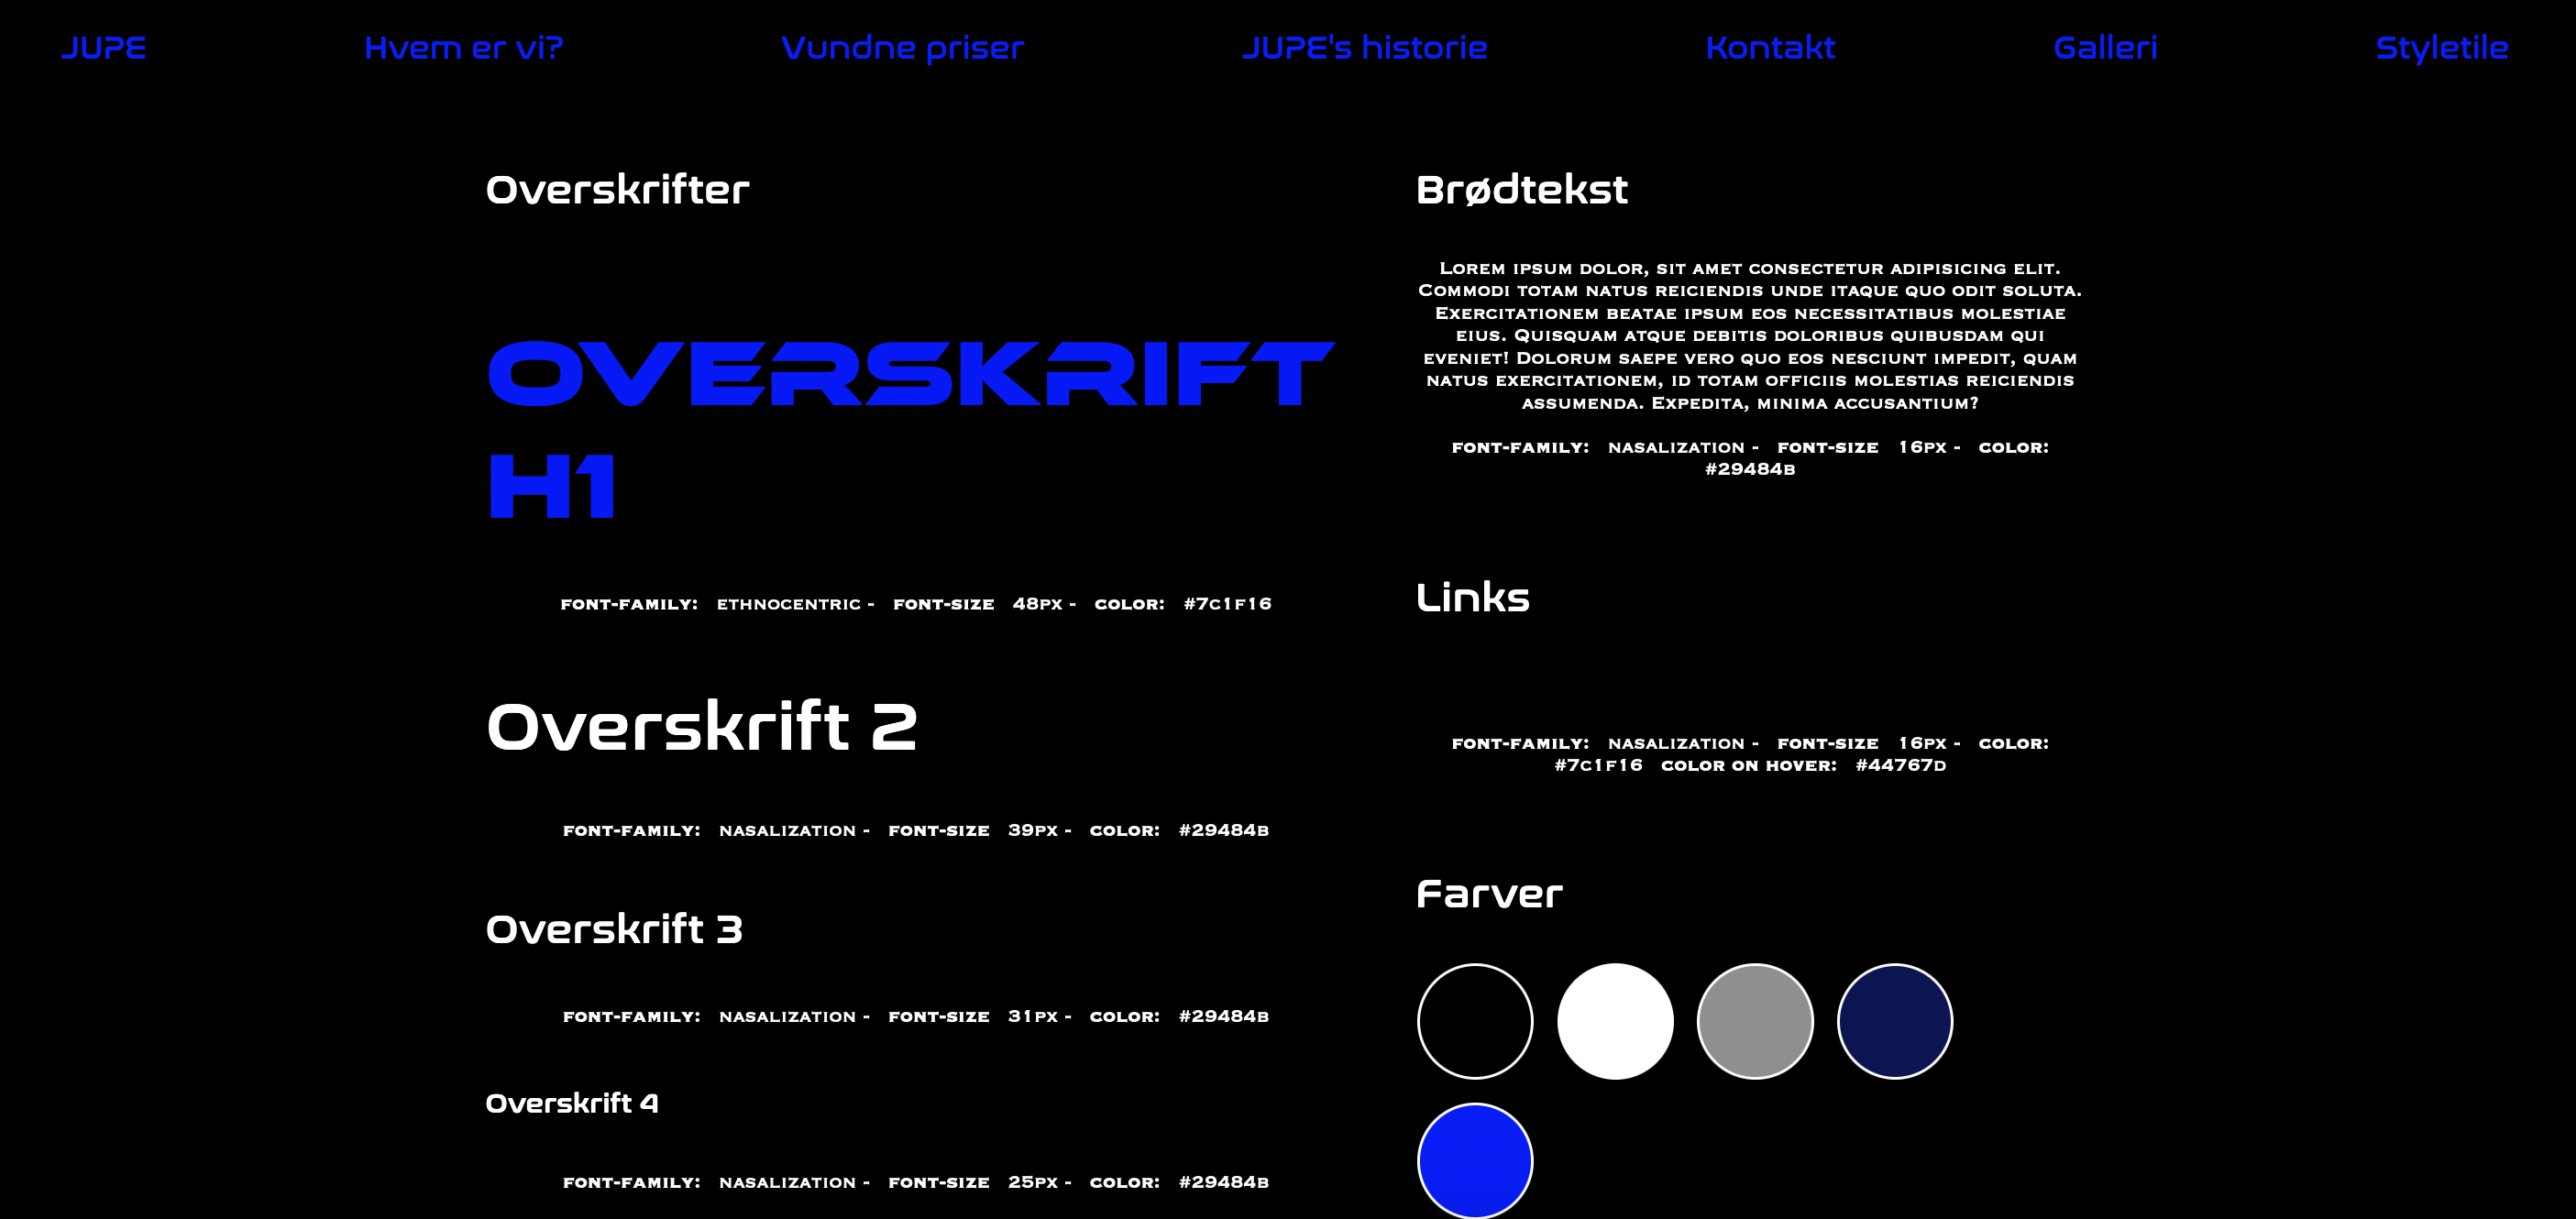 JUPE Hvem er vi? Vundne priser JUPE's historie Kontakt Galleri Styletile
Overskrifter
OVERSKRIFT
H1
FONT-FAMILY: ETHNOCENTRIC - FONT-SIZE 48PX - COLOR: #7C1F16
Overskrift 2
FONT-FAMILY: NASALIZATION - FONT-SIZE 39PX - COLOR: #29484B
Overskrift 3
FONT-FAMILY: NASALIZATION - FONT-SIZE 31PX - COLOR: #29484B
Overskrift 4
FONT-FAMILY: NASALIZATION - FONT-SIZE 25PX - COLOR: #29484B
Brødtekst
LOREM IPSUM DOLOR, SIT AMET CONSECTETUR ADIPISICING ELIT.
COMMODI TOTAM NATUS REICIENDIS UNDE ITAQUE QUO ODIT SOLUTA.
EXERCITATIONEM BEATAE IPSUM EOS NECESSITATIBUS MOLESTIAE
EIUS. QUISQUAM ATQUE DEBITIS DOLORIBUS QUIBUSDAM QUI
EVENIET! DOLORUM SAEPE VERO QUO EOS NESCIUNT IMPEDIT, QUAM
NATUS EXERCITATIONEM, ID TOTAM OFFICIIS MOLESTIAS REICIENDIS
ASSUMENDA. EXPEDITA, MINIMA ACCUSANTIUM?
FONT-FAMILY: NASALIZATION - FONT-SIZE 16PX - COLOR:
#29484B
Links
FONT-FAMILY: NASALIZATION - FONT-SIZE 16PX - COLOR:
#7C1F16 COLOR ON HOVER: #44767D
Farver